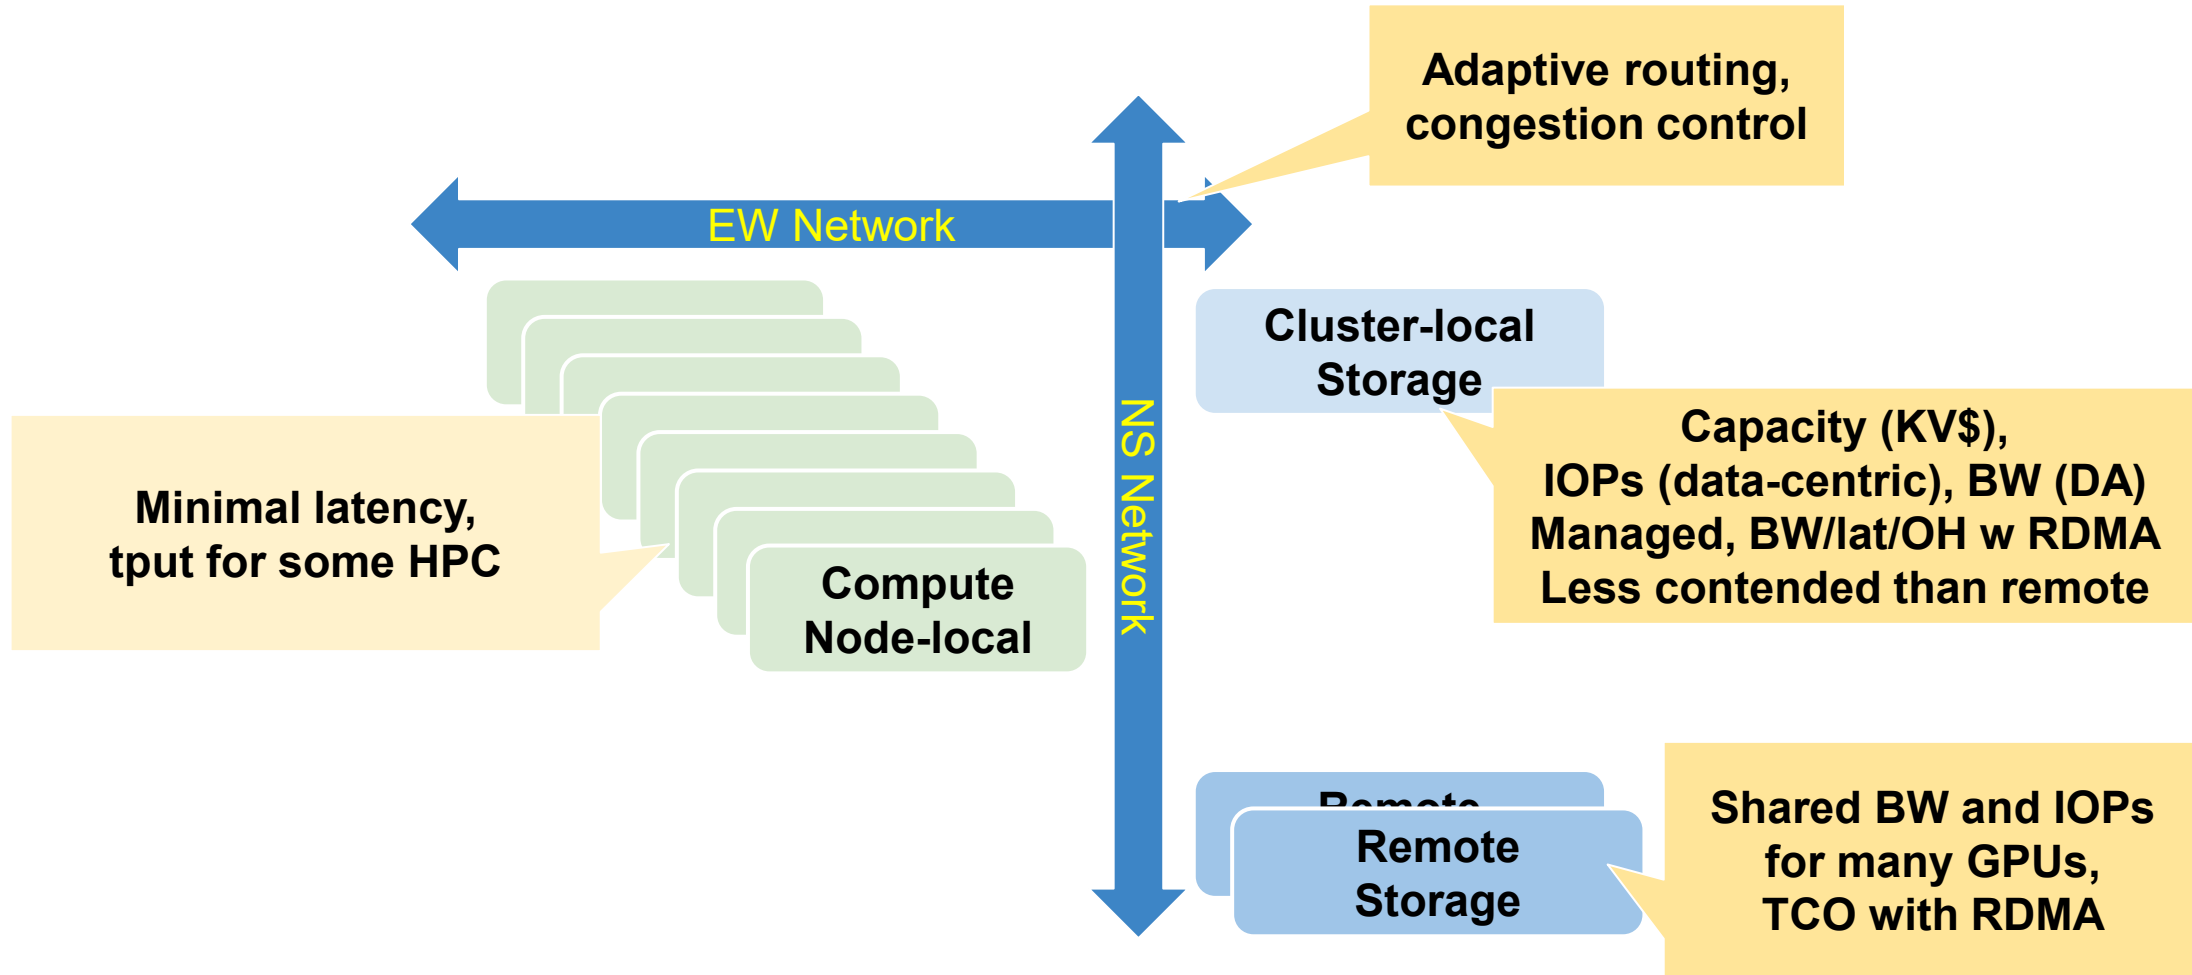 Adaptive routing,
congestion control
EW Network
NS Network
Cluster-local
Storage
Capacity (KV$),
IOPs (data-centric), BW (DA)
Managed, BW/lat/OH w RDMA
Less contended than remote
Minimal latency,
tput for some HPC
Compute
Node-local
Remote
Remote
Storage
Shared BW and IOPs
for many GPUs,
TCO with RDMA